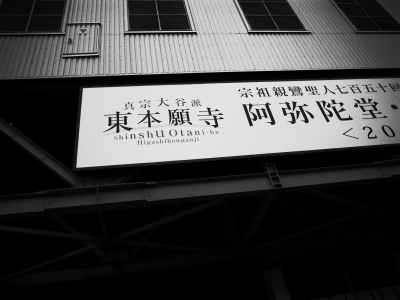 真宗大谷派
東本願寺
Shinshu Otani-ha
Higashihonganji
宗祖親鸞聖人七百五十回
阿弥陀堂・
<20